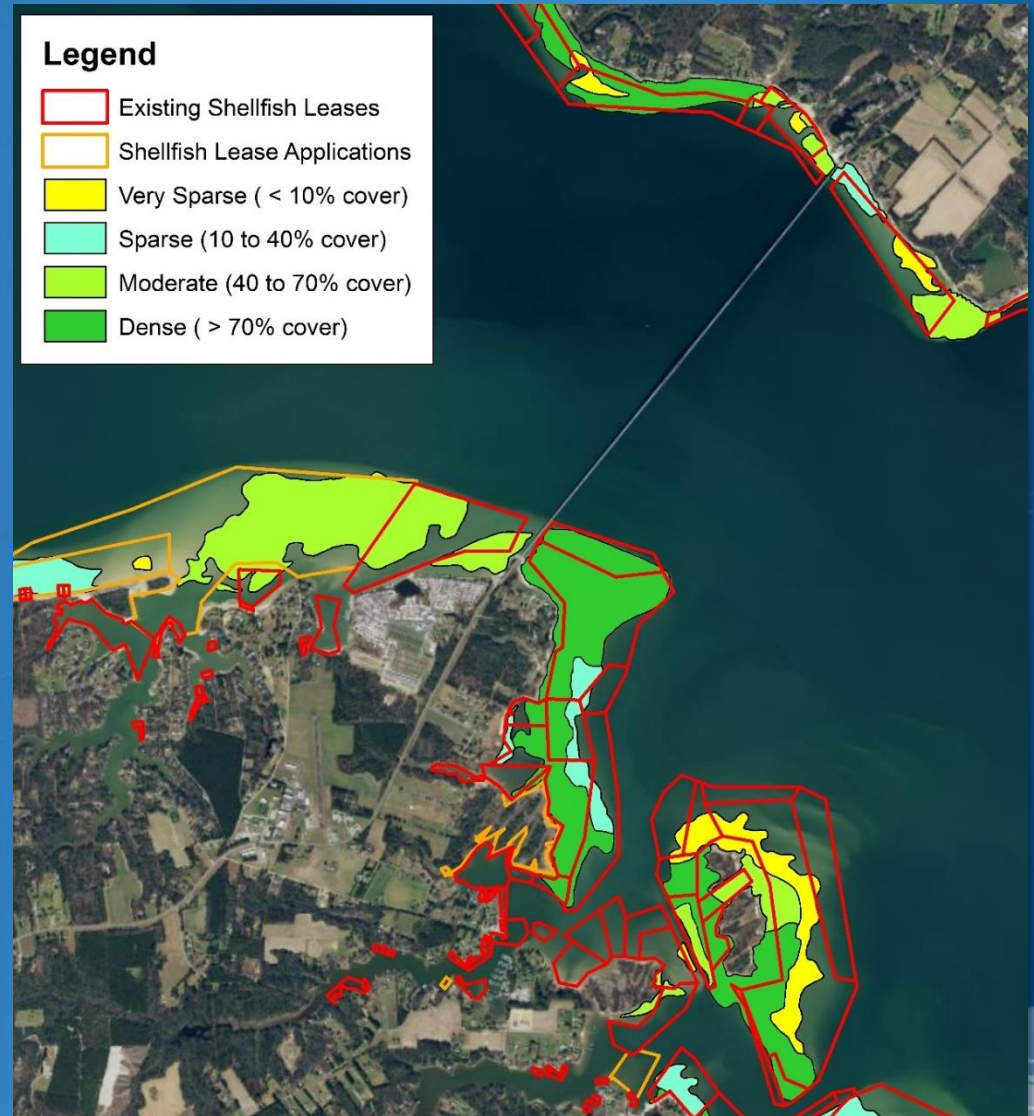 Legend
Existing Shellfish Leases
Shellfish Lease Applications
Very Sparse ( < 10% cover)
Sparse (10 to 40% cover)
Moderate (40 to 70% cover)
Dense ( > 70% cover)